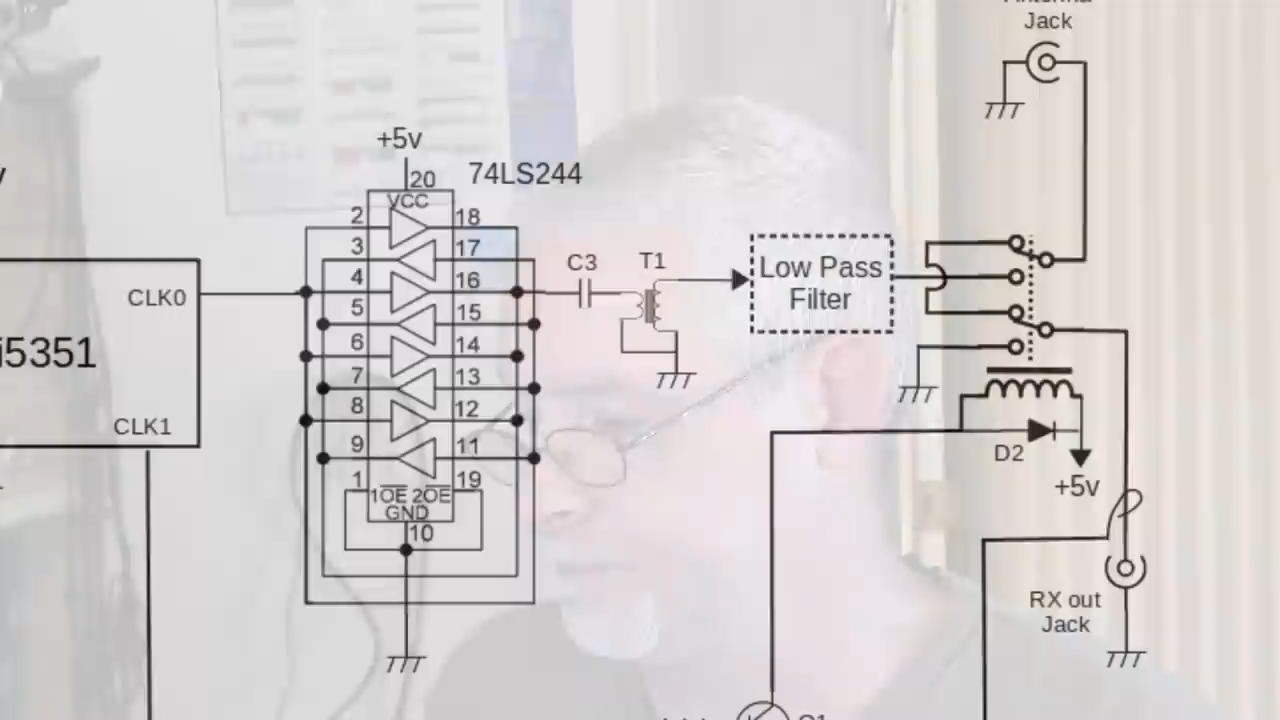 Jack
+5v
74LS244
20
VCC
2
18
3
17
4
16
5
15
6
14
7
13
8
12
9
11
1
19
1OE 2OE
GND
10
CLK0
i5351
CLK1
C3
T1
Low Pass
Filter
D2
+5v
RX out
Jack